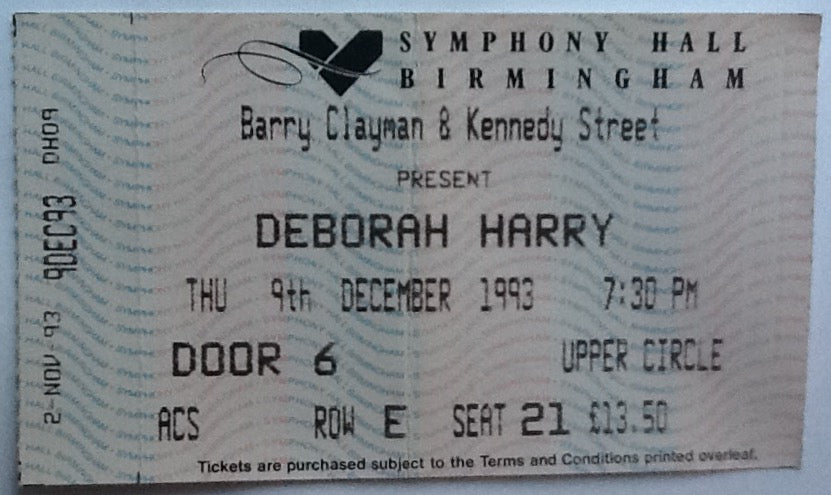 SYMPHONY HALL
BIRMINGHAM
Barry Clayman & Kennedy Street
PRESENT
DEBORAH HARRY
THU 9th DECEMBER 1993 7:30 PM
DOOR 6 UPPER CIRCLE
ACS ROW E SEAT 21 £13.50
Tickets are purchased subject to the Terms and Conditions printed overleaf.
2-NOV-93 9DEC93 DH09